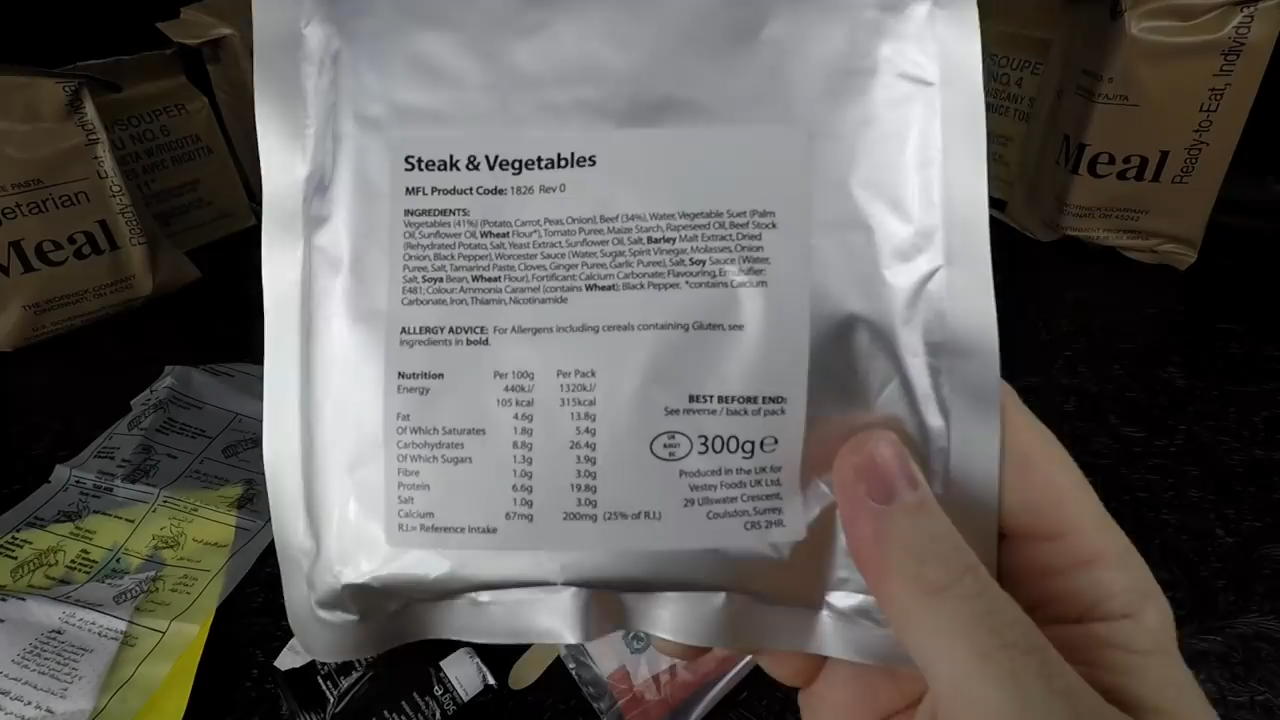 Steak & Vegetables
MFL Product Code: 1826 Rev 0
INGREDIENTS:
Vegetables (41%) (Potato, Carrot, Peas, Onion), Beef (34%), Water, Vegetable Suet (Palm
Oil, Sunflower Oil, Wheat Flour*), Tomato Puree, Maize Starch, Rapeseed Oil, Beef Stock
(Rehydrated Potato, Salt, Yeast Extract, Sunflower Oil, Salt, Barley Malt Extract, Dried
Onion, Black Pepper), Worcester Sauce (Water, Sugar, Spirit Vinegar, Molasses, Onion
Puree, Salt, Tamarind Paste, Cloves, Ginger Puree, Garlic Puree), Salt, Soy Sauce (Water,
Salt, Soya Bean, Wheat Flour), Fortificant: Calcium Carbonate; Flavouring, Emulsifier:
E481; Colour: Ammonia Caramel (contains Wheat); Black Pepper. *contains Calcium
Carbonate, Iron, Thiamin, Nicotinamide
ALLERGY ADVICE: For Allergens including cereals containing Gluten, see
ingredients in bold.
Nutrition Per 100g Per Pack
Energy 440kJ/ 1320kJ/
105 kcal 315kcal
Fat 4.6g 13.8g
Of Which Saturates 1.8g 5.4g
Carbohydrates 8.8g 26.4g
Of Which Sugars 1.3g 3.9g
Fibre 1.0g 3.0g
Protein 6.6g 19.8g
Salt 1.0g 3.0g
Calcium 67mg 200mg (25% of R.I.)
R.I.= Reference Intake
BEST BEFORE END:
See reverse / back of pack
300g e
Produced in the UK for
Vestey Foods UK Ltd,
29 Ullswater Crescent,
Coulsdon, Surrey.
CR5 2HR.
PASTA
getarian
Meal
Ready-to-Eat, Individual
THE WORNICK COMPANY
CINCINNATI, OH 45242
/SOUPER
U NO. 6
STA W/RICOTTA
ES AVEC RICOTTA
SOUPE
NO. 4
FAJITA
Meal
Ready-to-Eat, Individua
WORNICK COMPANY
CINNATI, OH 45242
50g e